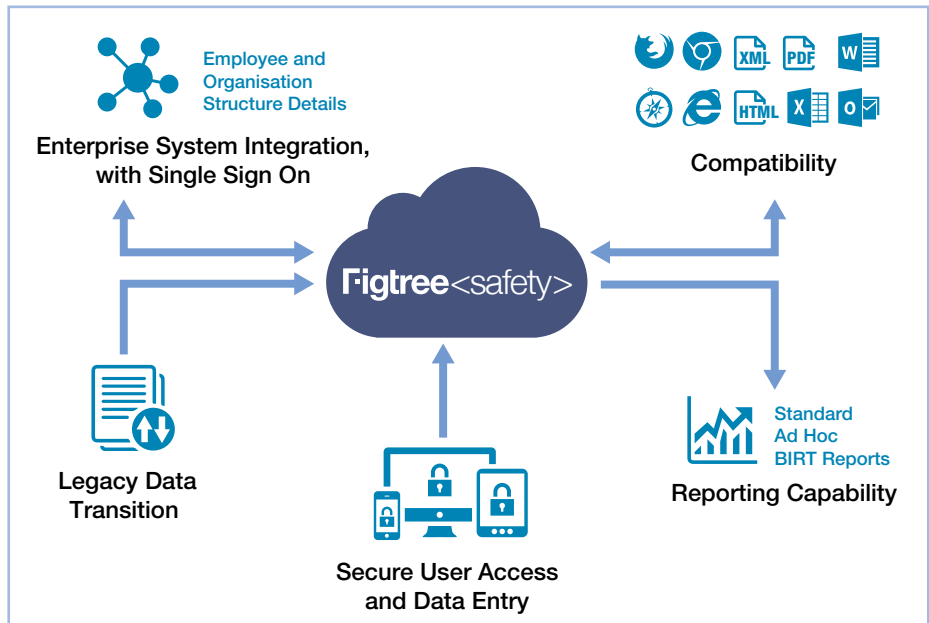 Employee and
Organisation
Structure Details
Enterprise System Integration,
with Single Sign On
XML
PDF
W
HTML
X
O
Compatibility
Figtree<safety>
Legacy Data
Transition
Secure User Access
and Data Entry
Standard
Ad Hoc
BIRT Reports
Reporting Capability